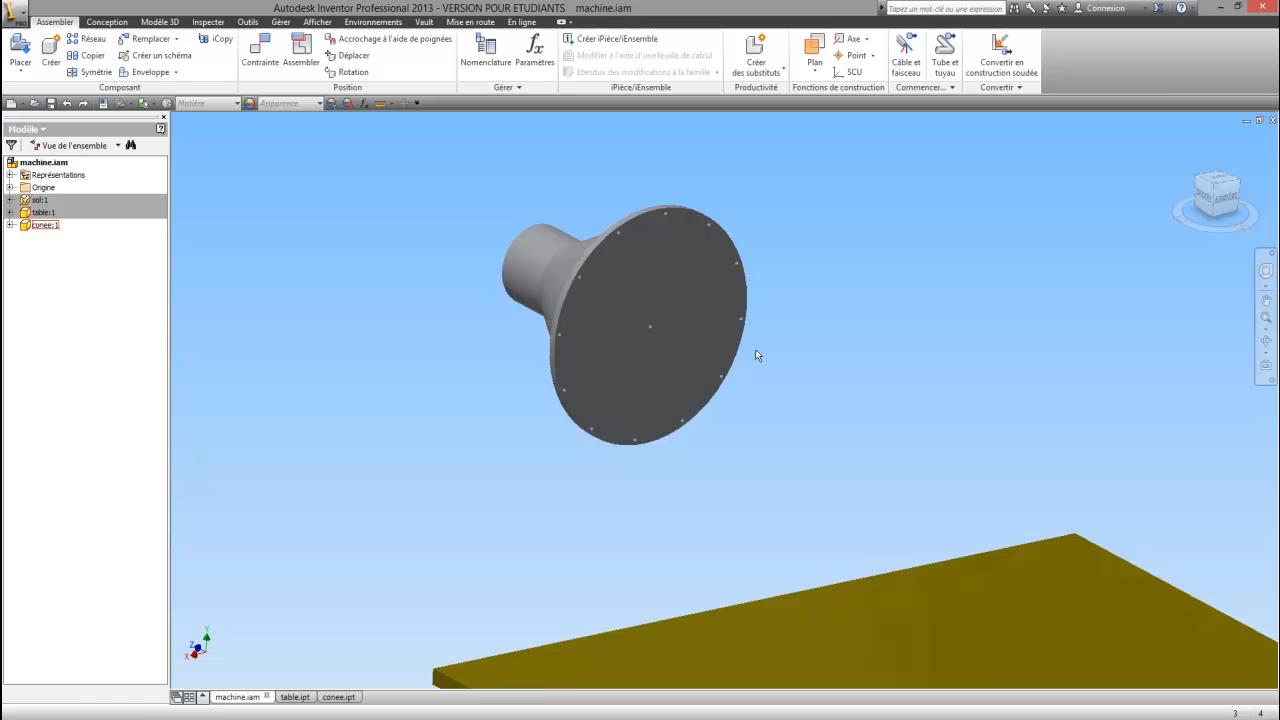 Autodesk Inventor Professional 2013 - VERSION POUR ETUDIANTS machine.iam
Tapez un mot-clé ou une expression
Connexion
PRO
Assembler Conception Modèle 3D Inspecter Outils Gérer Afficher Environnements Vault Mise en route En ligne
Placer
Créer
Réseau
Copier
Symétrie
Remplacer
Créer un schéma
Enveloppe
iCopy
Composant
Contrainte
Assembler
Accrochage à l'aide de poignées
Déplacer
Rotation
Position
Nomenclature
Paramètres
Gérer
Créer iPièce/iEnsemble
Modifier à l'aide d'une feuille de calcul
Etendue des modifications à la famille
iPièce/iEnsemble
Créer
des substituts
Productivité
Plan
Axe
Point
SCU
Fonctions de construction
Câble et
faisceau
Tube et
tuyau
Commencer...
Convertir en
construction soudée
Convertir
Matière
Apparence
Modèle
Vue de l'ensemble
machine.iam
Représentations
Origine
sol:1
table:1
conee:1
ARRIÈRE
Y
Z
X
machine.iam table.ipt conee.ipt
3 4